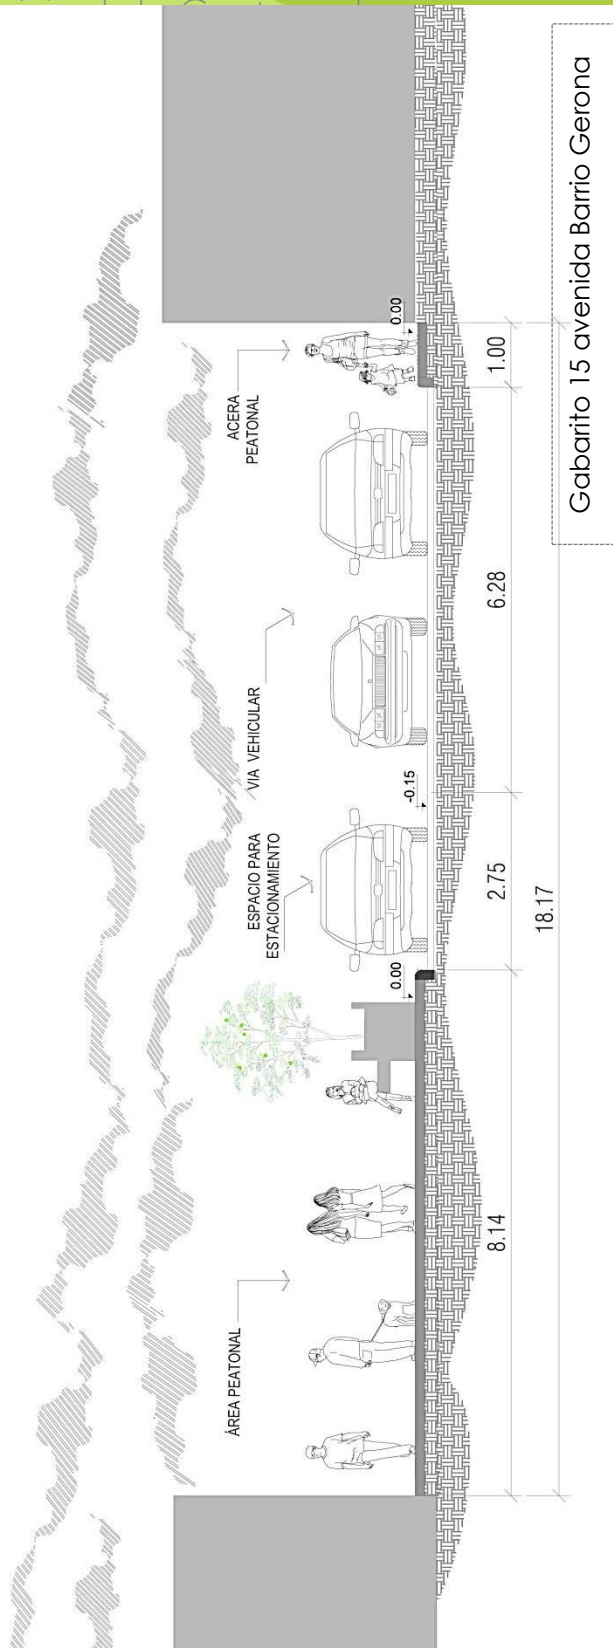 ÁREA PEATONAL
ESPACIO PARA
ESTACIONAMIENTO
VIA VEHICULAR
ACERA
PEATONAL
0.00
-0.15
0.00
8.14
2.75
6.28
1.00
18.17
Gabarito 15 avenida Barrio Gerona